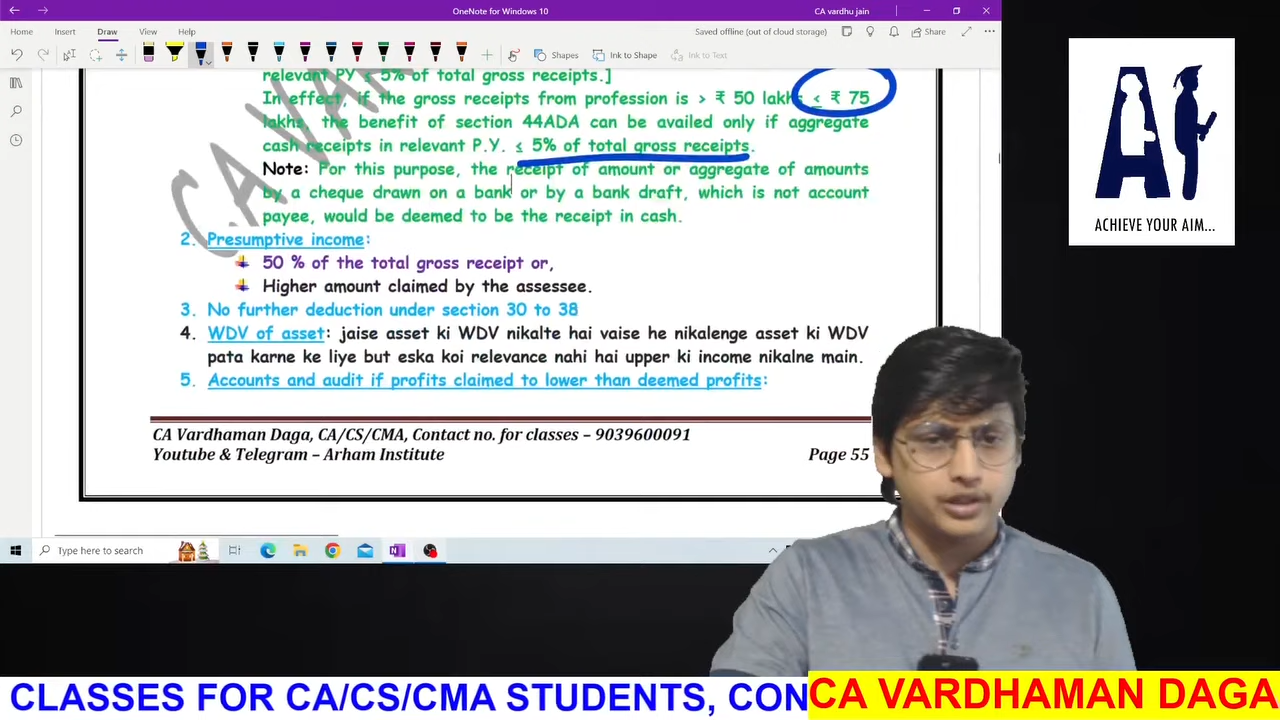 OneNote for Windows 10
CA vardhu jain
Home Insert Draw View Help
Saved offline (out of cloud storage) Share
Shapes Ink to Shape Ink to Text
relevant PY ≤ 5% of total gross receipts.]
In effect, if the gross receipts from profession is > ₹ 50 lakhs ≤ ₹ 75
lakhs, the benefit of section 44ADA can be availed only if aggregate
cash receipts in relevant P.Y. ≤ 5% of total gross receipts.
Note: For this purpose, the receipt of amount or aggregate of amounts
by a cheque drawn on a bank or by a bank draft, which is not account
payee, would be deemed to be the receipt in cash.
2. Presumptive income:
50 % of the total gross receipt or,
Higher amount claimed by the assessee.
3. No further deduction under section 30 to 38
4. WDV of asset: jaise asset ki WDV nikalte hai vaise he nikalenge asset ki WDV
pata karne ke liye but eska koi relevance nahi hai upper ki income nikalne main.
5. Accounts and audit if profits claimed to lower than deemed profits:
CA Vardhaman Daga, CA/CS/CMA, Contact no. for classes – 9039600091
Youtube & Telegram – Arham Institute Page 55
Type here to search
ACHIEVE YOUR AIM...
CLASSES FOR CA/CS/CMA STUDENTS, CON
CA VARDHAMAN DAGA